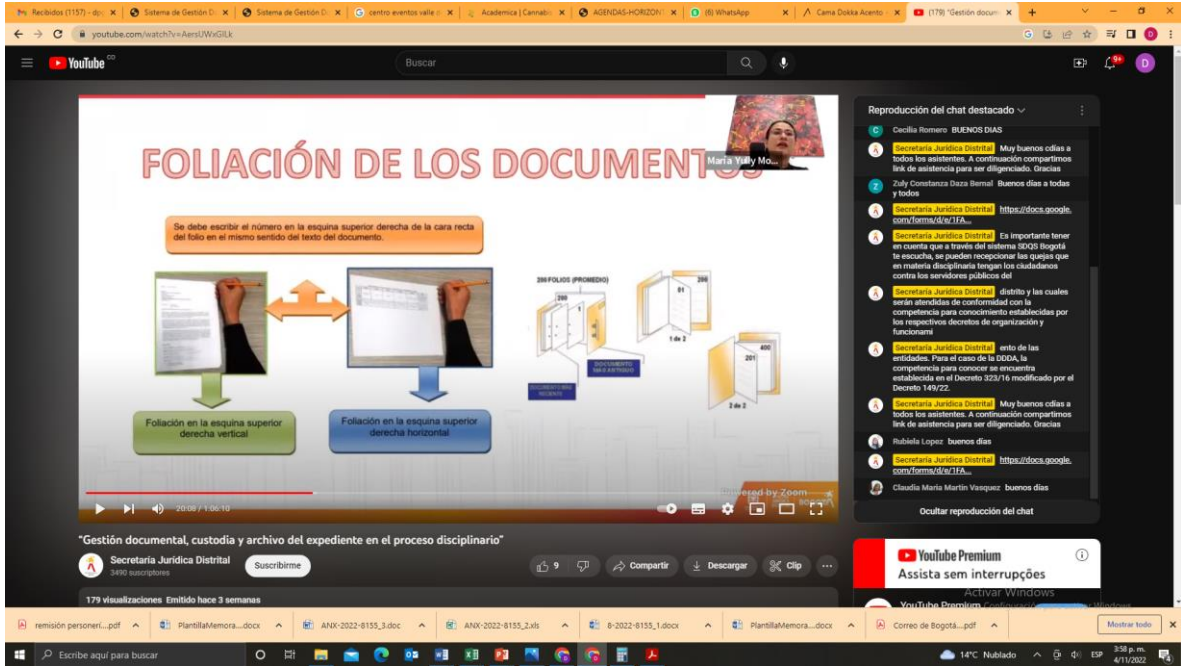 Recibidos (1157) - dp
Sistema de Gestión D
Sistema de Gestión D
centro eventos valle
Academica | Cannabi
AGENDAS-HORIZONT
(6) WhatsApp
Cama Dokka Acento
(179) "Gestión docum
youtube.com/watch?v=AersUWxGlLk
D
YouTube CO
Buscar
9+
D
FOLIACIÓN DE LOS DOCUMENTOS
Maria Yully Mo...
Se debe escribir el número en la esquina superior derecha de la cara recta
del folio en el mismo sentido del texto del documento.
Foliación en la esquina superior
derecha vertical
Foliación en la esquina superior
derecha horizontal
200 FOLIOS (PROMEDIO)
200
1
DOCUMENTO
MAS ANTIGUO
DOCUMENTO MAS
RECIENTE
200
01
1 de 2
400
201
2 de 2
Powered by Zoom
20:08 / 1:06:10
"Gestión documental, custodia y archivo del expediente en el proceso disciplinario"
Secretaría Jurídica Distrital
3490 suscriptores
Suscribirme
9
Compartir
Descargar
Clip
179 visualizaciones Emitido hace 3 semanas
Reproducción del chat destacado
Cecilia Romero BUENOS DIAS
Secretaría Jurídica Distrital Muy buenos cdías a
todos los asistentes. A continuación compartimos
link de asistencia para ser diligenciado. Gracias
Zuly Constanza Daza Bernal Buenos días a todas
y todos
Secretaría Jurídica Distrital https://docs.google.
com/forms/d/e/1FA...
Secretaría Jurídica Distrital Es importante tener
en cuenta que a través del sistema SDQS Bogotá
te escucha, se pueden recepcionar las quejas que
en materia disciplinaria tengan los ciudadanos
contra los servidores públicos del
Secretaría Jurídica Distrital distrito y las cuales
serán atendidas de conformidad con la
competencia para conocimiento establecidas por
los respectivos decretos de organización y
funcionami
Secretaría Jurídica Distrital ento de las
entidades. Para el caso de la DDDA, la
competencia para conocer se encuentra
establecida en el Decreto 323/16 modificado por el
Decreto 149/22.
Secretaría Jurídica Distrital Muy buenos cdías a
todos los asistentes. A continuación compartimos
link de asistencia para ser diligenciado. Gracias
Rubiela Lopez buenos días
Secretaría Jurídica Distrital https://docs.google.
com/forms/d/e/1FA...
Claudia Maria Martin Vasquez buenos días
Ocultar reproducción del chat
YouTube Premium
Assista sem interrupções
YouTube Premium
Activar Windows
remisión personerí....pdf
PlantillaMemora....docx
ANX-2022-8155_3.doc
ANX-2022-8155_2.xls
8-2022-8155_1.docx
PlantillaMemora....docx
Correo de Bogotá....pdf
Mostrar todo
Escribe aquí para buscar
14°C Nublado
ESP
3:58 p. m.
4/11/2022